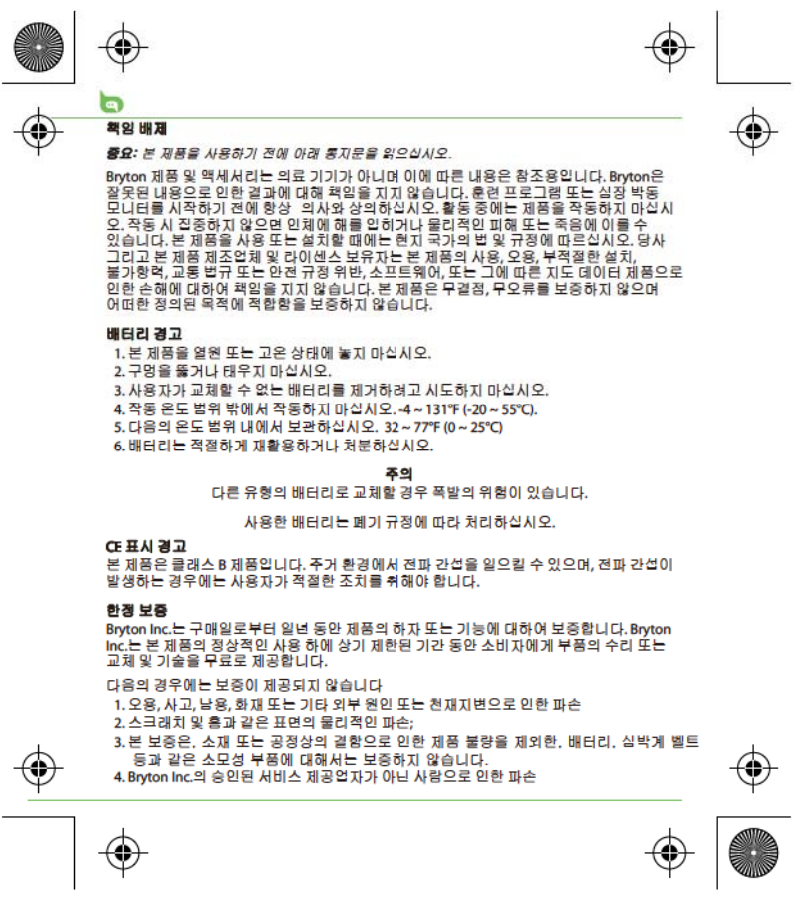 책임 배제
중요: 본 제품을 사용하기 전에 아래 통지문을 읽으십시오.
Bryton 제품 및 액세서리는 의료 기기가 아니며 이에 따른 내용은 참조용입니다. Bryton은
잘못된 내용으로 인한 결과에 대해 책임을 지지 않습니다. 훈련 프로그램 또는 심장 박동
모니터를 시작하기 전에 항상 의사와 상의하십시오. 활동 중에는 제품을 작동하지 마십시
오. 작동 시 집중하지 않으면 인체에 해를 입히거나 물리적인 피해 또는 죽음에 이를 수
있습니다. 본 제품을 사용 또는 설치할 때에는 현지 국가의 법 및 규정에 따르십시오. 당사
그리고 본 제품 제조업체 및 라이센스 보유자는 본 제품의 사용, 오용, 부적절한 설치,
불가항력, 교통 법규 또는 안전 규정 위반, 소프트웨어, 또는 그에 따른 지도 데이터 제품으로
인한 손해에 대하여 책임을 지지 않습니다. 본 제품은 무결점, 무오류를 보증하지 않으며
어떠한 정의된 목적에 적합함을 보증하지 않습니다.
배터리 경고
1. 본 제품을 열원 또는 고온 상태에 놓지 마십시오.
2. 구멍을 뚫거나 태우지 마십시오.
3. 사용자가 교체할 수 없는 배터리를 제거하려고 시도하지 마십시오.
4. 작동 온도 범위 밖에서 작동하지 마십시오. -4 ~ 131°F (-20 ~ 55°C).
5. 다음의 온도 범위 내에서 보관하십시오. 32 ~ 77°F (0 ~ 25°C)
6. 배터리는 적절하게 재활용하거나 처분하십시오.
주의
다른 유형의 배터리로 교체할 경우 폭발의 위험이 있습니다.
사용한 배터리는 폐기 규정에 따라 처리하십시오.
CE 표시 경고
본 제품은 클래스 B 제품입니다. 주거 환경에서 전파 간섭을 일으킬 수 있으며, 전파 간섭이
발생하는 경우에는 사용자가 적절한 조치를 취해야 합니다.
한정 보증
Bryton Inc.는 구매일로부터 일년 동안 제품의 하자 또는 기능에 대하여 보증합니다. Bryton
Inc.는 본 제품의 정상적인 사용 하에 상기 제한된 기간 동안 소비자에게 부품의 수리 또는
교체 및 기술을 무료로 제공합니다.
다음의 경우에는 보증이 제공되지 않습니다
1. 오용, 사고, 남용, 화재 또는 기타 외부 원인 또는 천재지변으로 인한 파손
2. 스크래치 및 흠과 같은 표면의 물리적인 파손;
3. 본 보증은, 소재 또는 공정상의 결함으로 인한 제품 불량을 제외한, 배터리, 심박계 벨트
등과 같은 소모성 부품에 대해서는 보증하지 않습니다.
4. Bryton Inc.의 승인된 서비스 제공업자가 아닌 사람으로 인한 파손